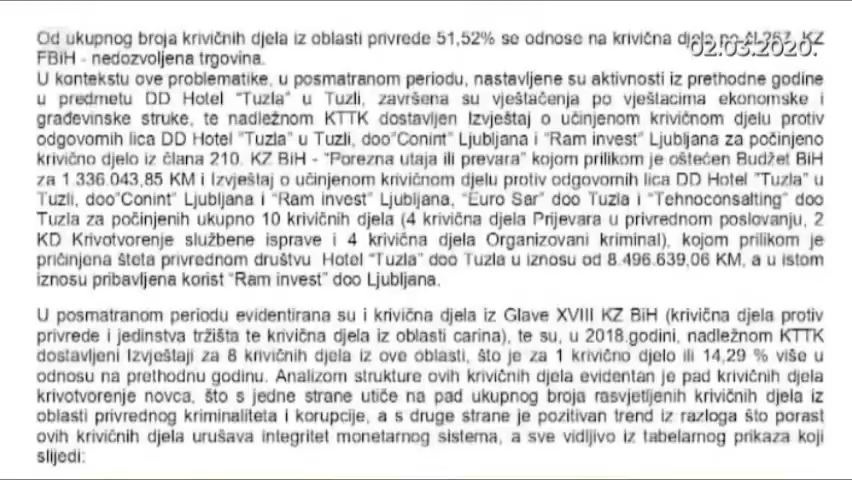 Od ukupnog broja krivičnih djela iz oblasti privrede 51,52% se odnose na krivična djela po čl.267. KZ
02.03.2020.
FBiH - nedozvoljena trgovina.
U kontekstu ove problematike, u posmatranom periodu, nastavljene su aktivnosti iz prethodne godine
u predmetu DD Hotel "Tuzla" u Tuzli, završena su vještačenja po vještacima ekonomske i
građevinske struke, te nadležnom KTTK dostavljen Izvještaj o učinjenom krivičnom djelu protiv
odgovornih lica DD Hotel "Tuzla" u Tuzli, doo"Conint" Ljubljana i "Ram invest" Ljubljana za počinjeno
krivično djelo iz člana 210. KZ BiH - "Porezna utaja ili prevara" kojom prilikom je oštećen Budžet BiH
za 1.336.043,85 KM i Izvještaj o učinjenom krivičnom djelu protiv odgovornih lica DD Hotel "Tuzla" u
Tuzli, doo"Conint" Ljubljana i "Ram invest" Ljubljana, "Euro Sar" doo Tuzla i "Tehnoconsalting" doo
Tuzla za počinjenih ukupno 10 krivičnih djela (4 krivična djela Prijevara u privrednom poslovanju, 2
KD Krivotvorenje službene isprave i 4 krivična djela Organizovani kriminal), kojom prilikom je
pričinjena šteta privrednom društvu Hotel "Tuzla" doo Tuzla u iznosu od 8.496.639,06 KM, a u istom
iznosu pribavljena korist "Ram invest" doo Ljubljana.
U posmatranom periodu evidentirana su i krivična djela iz Glave XVIII KZ BiH (krivična djela protiv
privrede i jedinstva tržišta te krivična djela iz oblasti carina), te su, u 2018.godini, nadležnom KTTK
dostavljeni Izvještaji za 8 krivičnih djela iz ove oblasti, što je za 1 krivično djelo ili 14,29 % više u
odnosu na prethodnu godinu. Analizom strukture ovih krivičnih djela evidentan je pad krivičnih djela
krivotvorenje novca, što s jedne strane utiče na pad ukupnog broja rasvjetljenih krivičnih djela iz
oblasti privrednog kriminaliteta i korupcije, a s druge strane je pozitivan trend iz razloga što porast
ovih krivičnih djela urušava integritet monetarnog sistema, a sve vidljivo iz tabelarnog prikaza koji
slijedi: